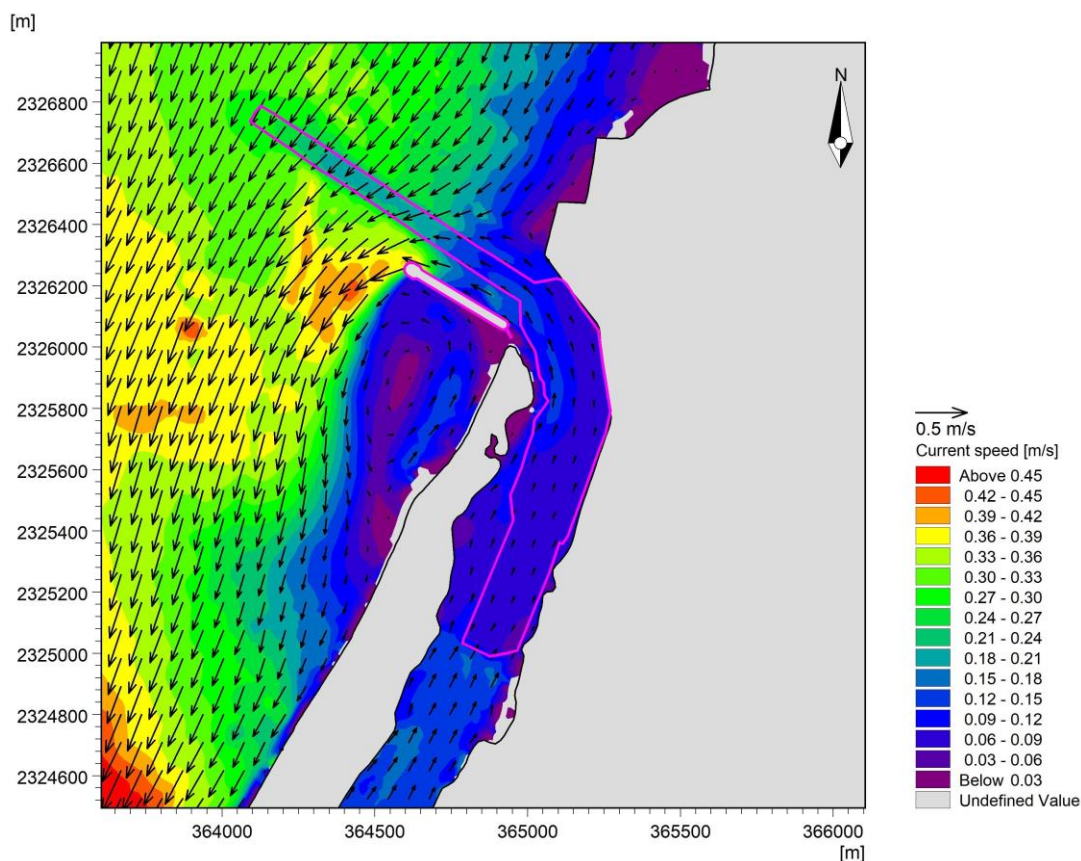 [m]
N
2326800
2326600
2326400
2326200
2326000
2325800
2325600
2325400
2325200
2325000
2324800
2324600
364000
364500
365000
365500
366000
[m]
0.5 m/s
Current speed [m/s]
Above 0.45
0.42 - 0.45
0.39 - 0.42
0.36 - 0.39
0.33 - 0.36
0.30 - 0.33
0.27 - 0.30
0.24 - 0.27
0.21 - 0.24
0.18 - 0.21
0.15 - 0.18
0.12 - 0.15
0.09 - 0.12
0.06 - 0.09
0.03 - 0.06
Below 0.03
Undefined Value